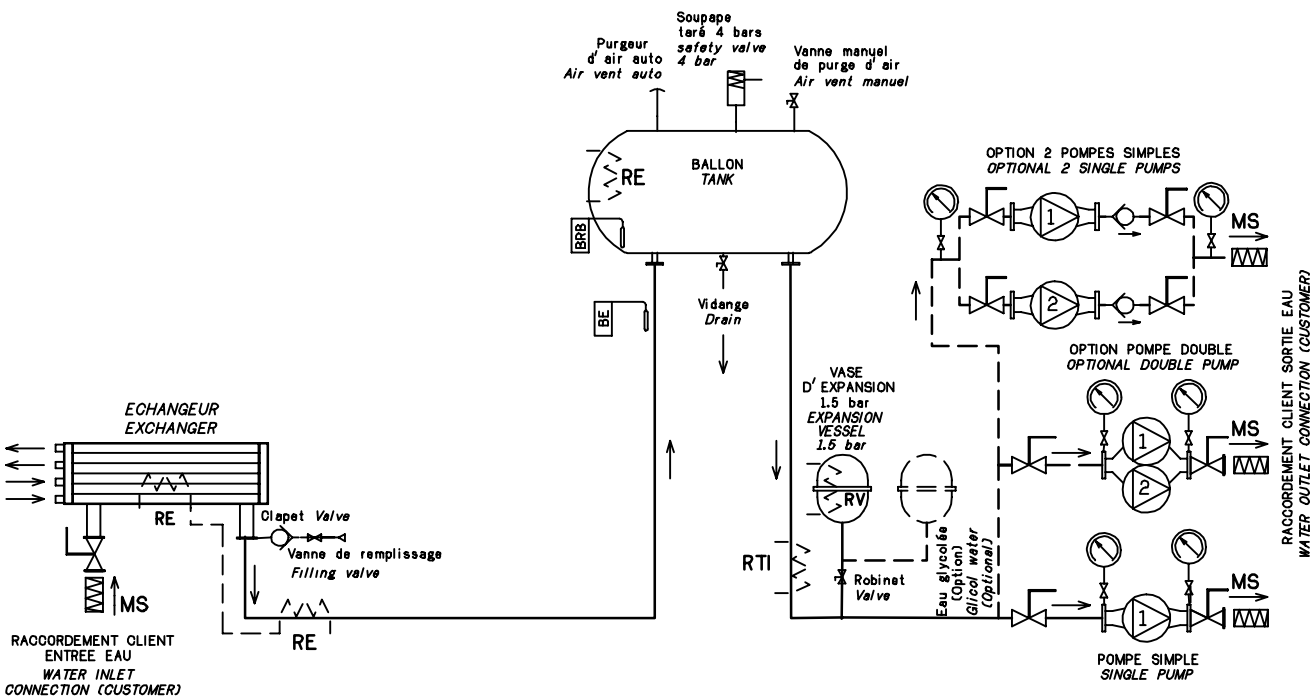 Soupape
taré 4 bars
safety valve
4 bar
Purgeur
d'air auto
Air vent auto
Vanne manuel
de purge d'air
Air vent manuel
BALLON
TANK
RE
BRB
BE
Vidange
Drain
OPTION 2 POMPES SIMPLES
OPTIONAL 2 SINGLE PUMPS
1
MS
2
OPTION POMPE DOUBLE
OPTIONAL DOUBLE PUMP
1
2
MS
RACCORDEMENT CLIENT SORTIE EAU
WATER OUTLET CONNECTION (CUSTOMER)
VASE
D'EXPANSION
1.5 bar
EXPANSION
VESSEL
1.5 bar
RV
ECHANGEUR
EXCHANGER
RE
Clapet Valve
Vanne de remplissage
Filling valve
MS
RE
RACCORDEMENT CLIENT
ENTREE EAU
WATER INLET
CONNECTION (CUSTOMER)
RTI
Robinet
Valve
Eau glycolée
(Option)
Glicol water
(Optional)
1
MS
POMPE SIMPLE
SINGLE PUMP